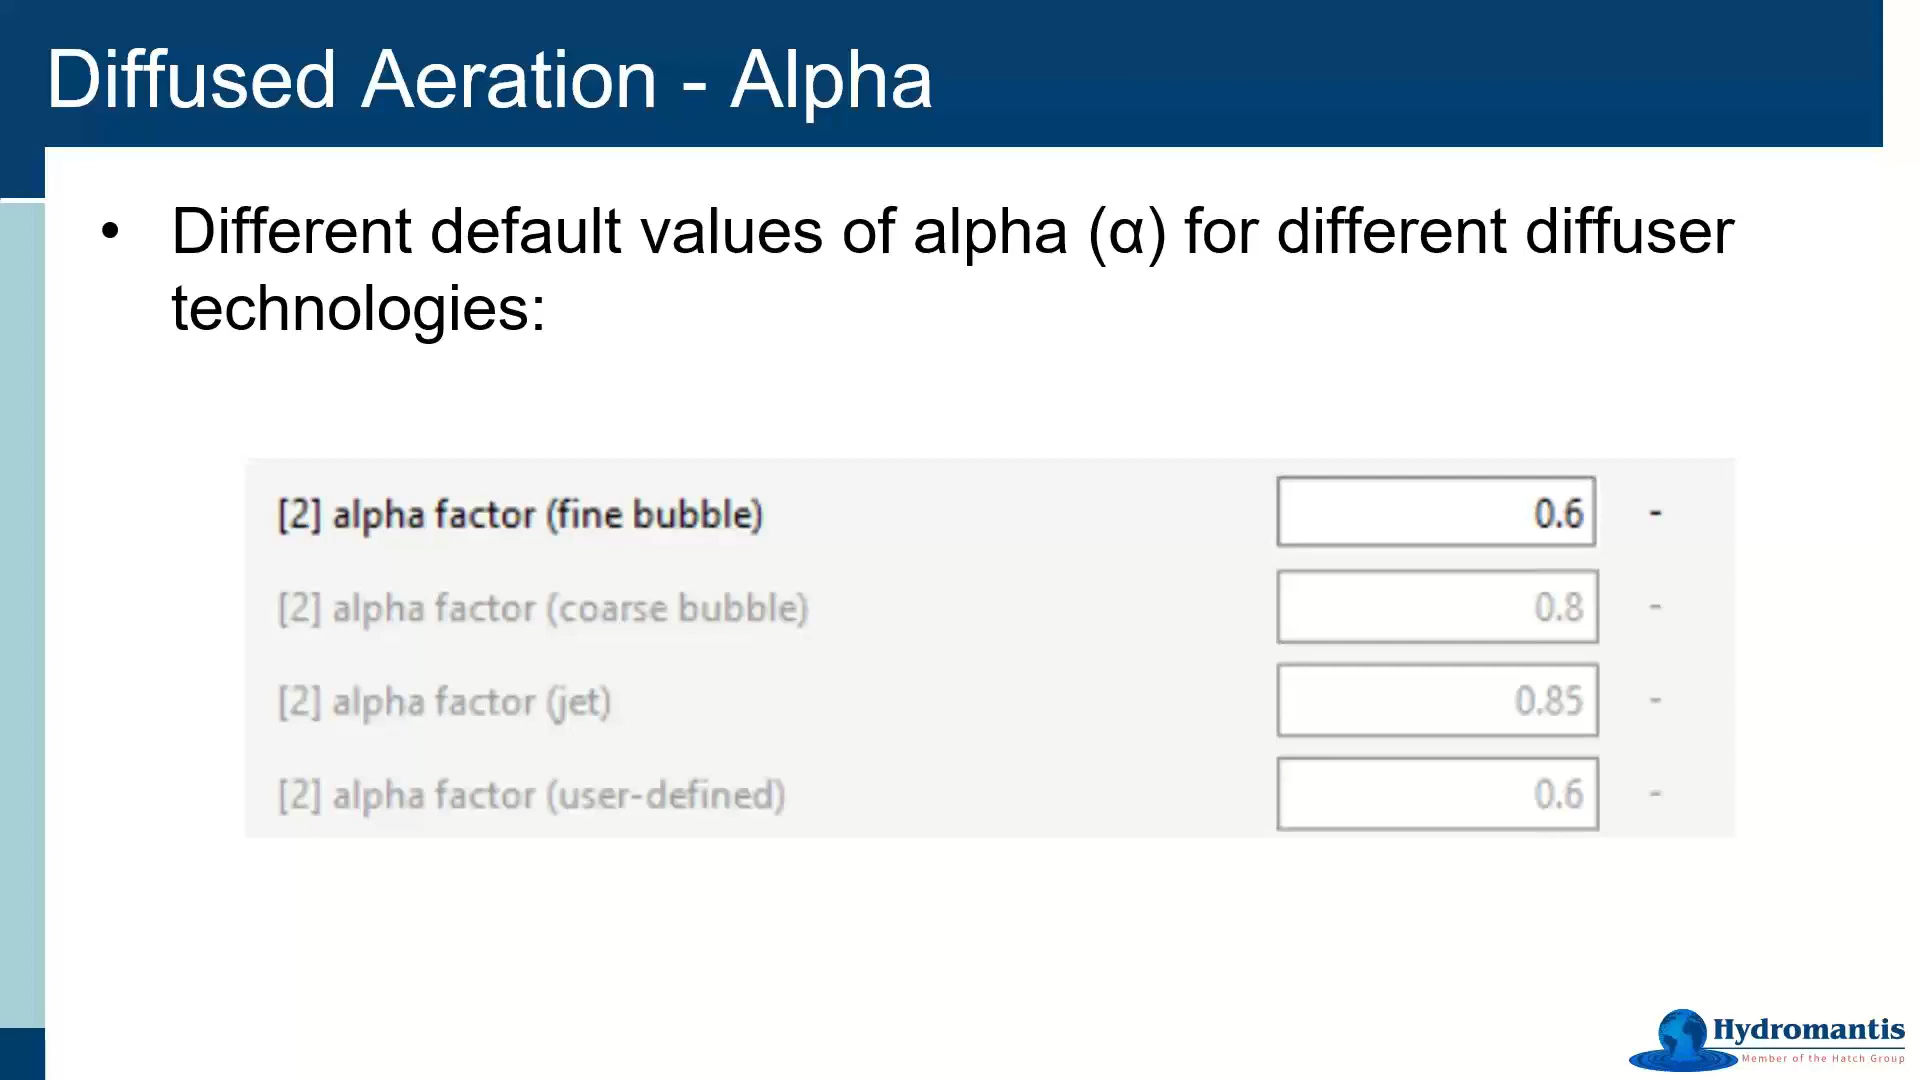 Diffused Aeration - Alpha
• Different default values of alpha (α) for different diffuser
technologies:
[2] alpha factor (fine bubble) 0.6 -
[2] alpha factor (coarse bubble) 0.8 -
[2] alpha factor (jet) 0.85 -
[2] alpha factor (user-defined) 0.6 -
Hydromantis
Member of the Hatch Group